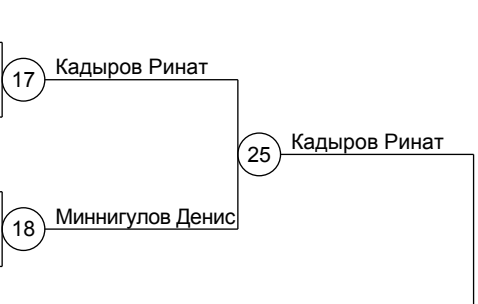 Кадыров Ринат
17
25
Кадыров Ринат
18
Миннигулов Денис